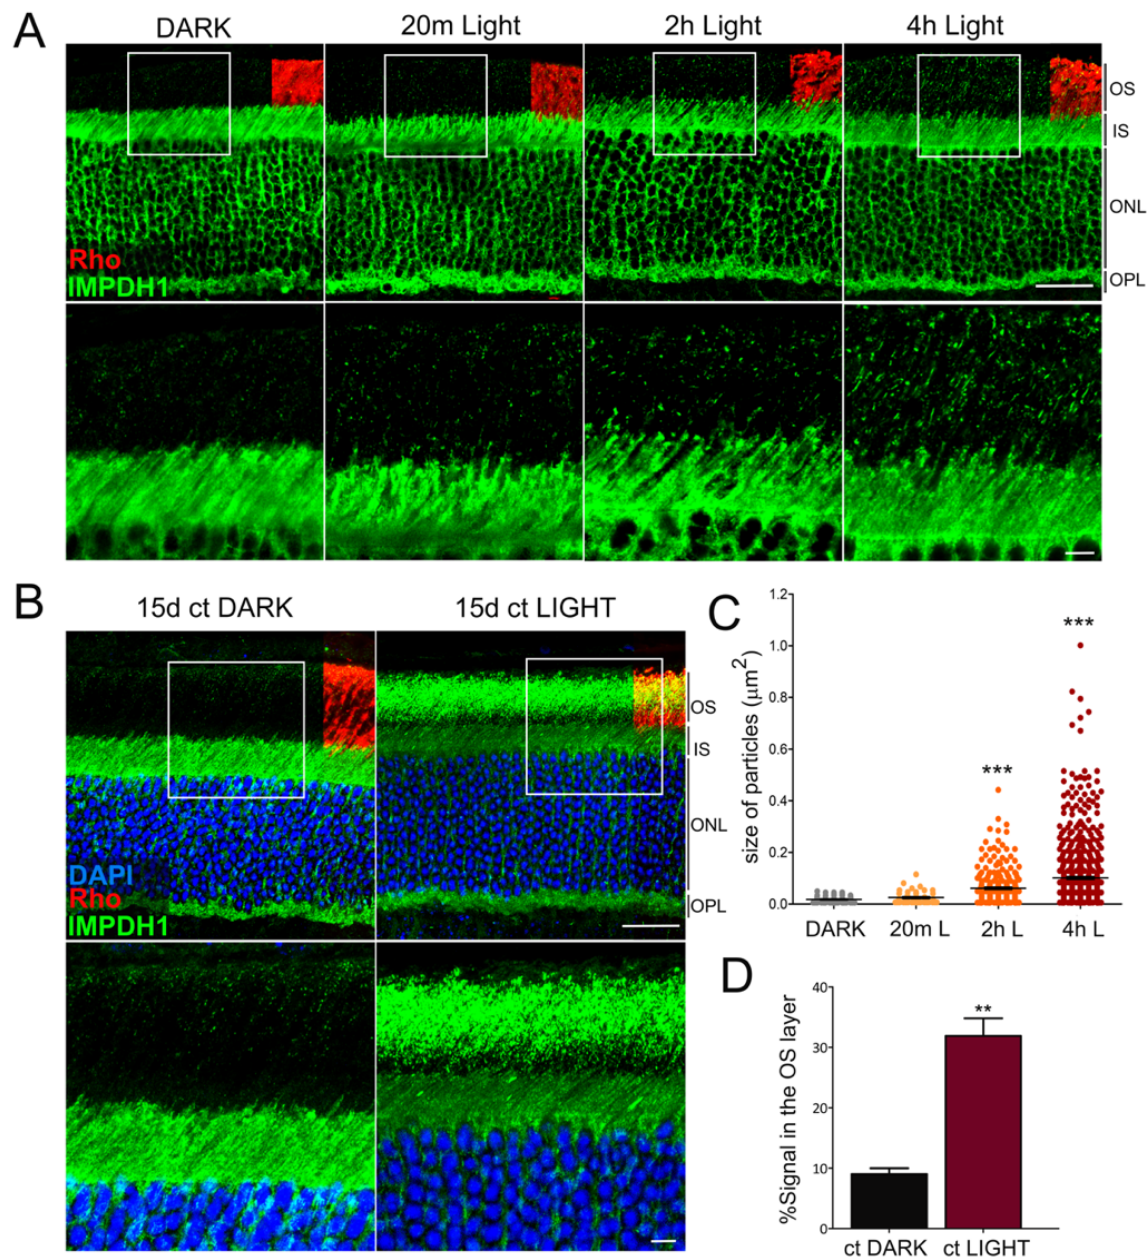 A
DARK
20m Light
2h Light
4h Light
OS
IS
ONL
OPL
Rho
IMPDH1
B
15d ct DARK
15d ct LIGHT
OS
IS
ONL
OPL
DAPI
Rho
IMPDH1
C
size of particles (μm²)
1.2
1.0
0.8
0.6
0.4
0.2
0.0
***
***
DARK
20m L
2h L
4h L
D
%Signal in the OS layer
40
30
20
10
0
**
ct DARK
ct LIGHT